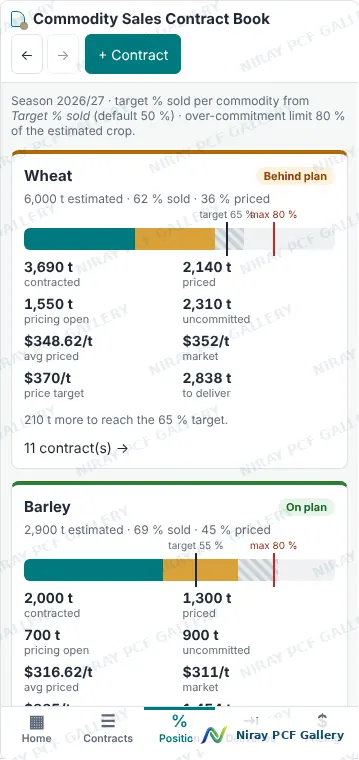 Commodity Sales Contract Book
← → + Contract
Season 2026/27 · target % sold per commodity from
Target % sold (default 50 %) · over-commitment limit 80 %
of the estimated crop.
Wheat Behind plan
6,000 t estimated · 62 % sold · 36 % priced
target 65 % max 80 %
3,690 t 2,140 t
contracted priced
1,550 t 2,310 t
pricing open uncommitted
$348.62/t $352/t
avg priced market
$370/t 2,838 t
price target to deliver
210 t more to reach the 65 % target.
11 contract(s) →
Barley On plan
2,900 t estimated · 69 % sold · 45 % priced
target 55 % max 80 %
2,000 t 1,300 t
contracted priced
700 t 900 t
pricing open uncommitted
$316.62/t $311/t
avg priced market
Home Contracts % Niray PCF Gallery $
NIRAY PCF GALLERY